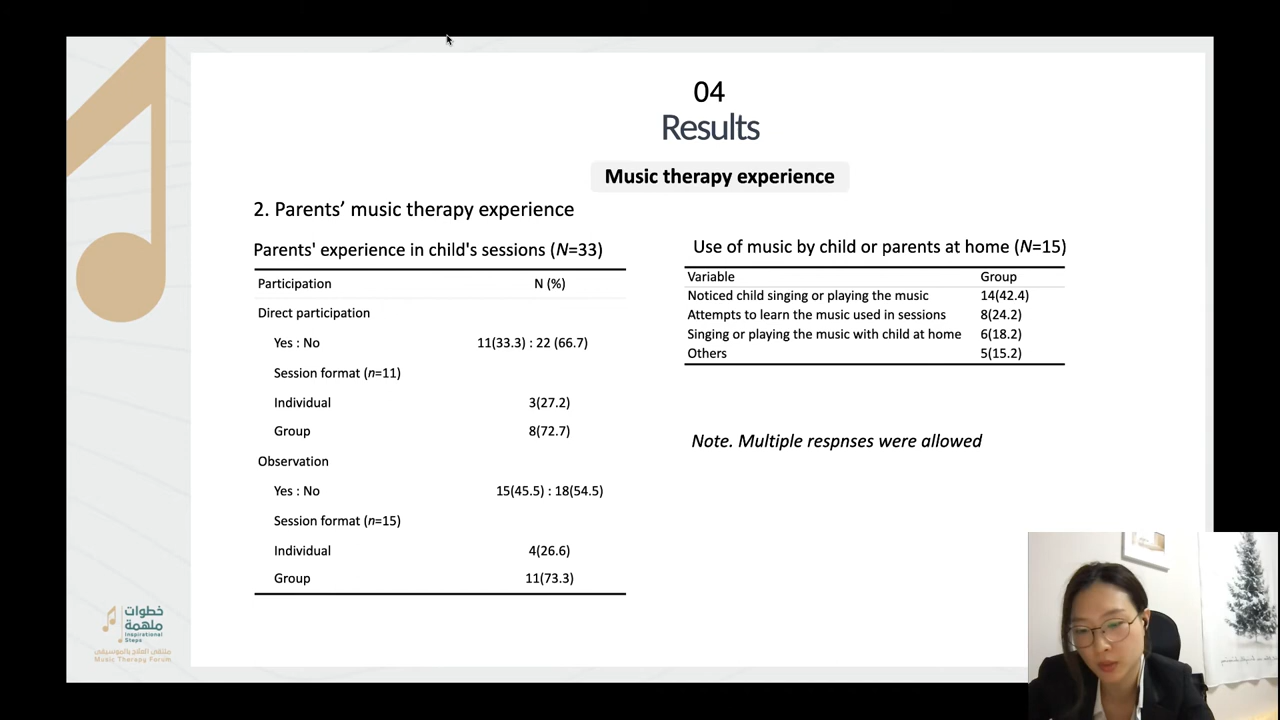 04
Results
Music therapy experience
2. Parents’ music therapy experience
Parents' experience in child's sessions (N=33)
Participation N (%)
Direct participation
Yes : No 11(33.3) : 22 (66.7)
Session format (n=11)
Individual 3(27.2)
Group 8(72.7)
Observation
Yes : No 15(45.5) : 18(54.5)
Session format (n=15)
Individual 4(26.6)
Group 11(73.3)
Use of music by child or parents at home (N=15)
Variable Group
Noticed child singing or playing the music 14(42.4)
Attempts to learn the music used in sessions 8(24.2)
Singing or playing the music with child at home 6(18.2)
Others 5(15.2)
Note. Multiple respnses were allowed
خطوات
ملهمة
Inspirational
Steps
ملتقى العلاج بالموسيقى
Music Therapy Forum